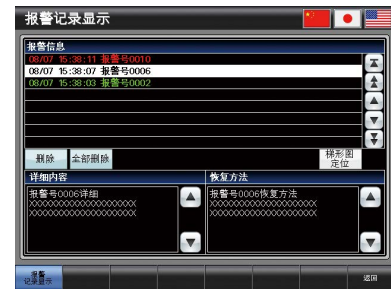 报警记录显示
报警信息
08/07 15:38:11 报警号0010
08/07 15:38:07 报警号0006
08/07 15:38:03 报警号0002
删除
全部删除
梯形图
定位
详细内容
恢复方法
报警号0006详细
XXXXXXXXXXXXXXXXXXXX
XXXXXXXXXXXXXXXXXXXX
报警号0006恢复方法
XXXXXXXXXXXXXXXXXXXX
XXXXXXXXXXXXXXXXXXXX
报警
记录显示
返回